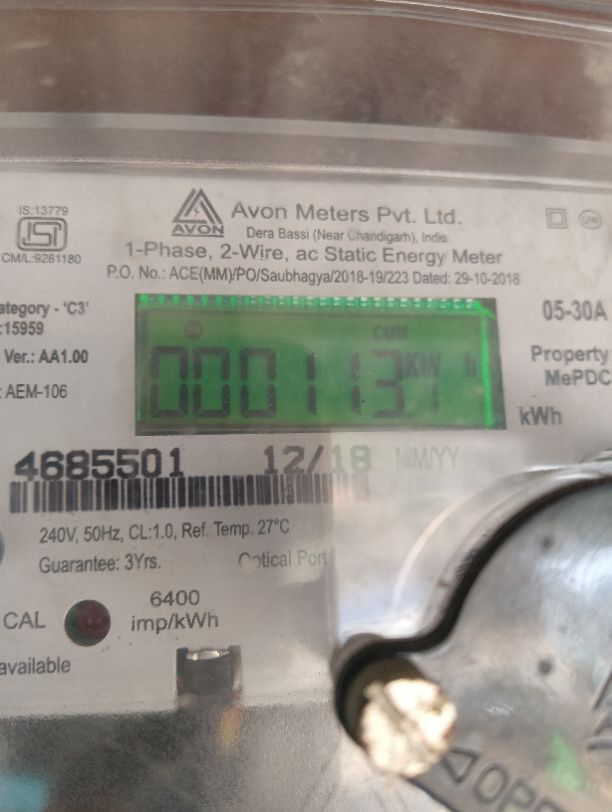 IS:13779
ISI
CM/L:9261180
AVON
Avon Meters Pvt. Ltd.
Dera Bassi (Near Chandigarh), India
1-Phase, 2-Wire, ac Static Energy Meter
P.O. No.: ACE(MM)/PO/Saubhagya/2018-19/223 Dated: 29-10-2018
ategory - 'C3'
:15959
Ver.: AA1.00
: AEM-106
CUM
000113.1 KW h
05-30A
Property
MePDC
kWh
4685501 12/18 MM/YY
240V, 50Hz, CL:1.0, Ref. Temp. 27°C
Guarantee: 3Yrs. Optical Port
CAL
6400
imp/kWh
available